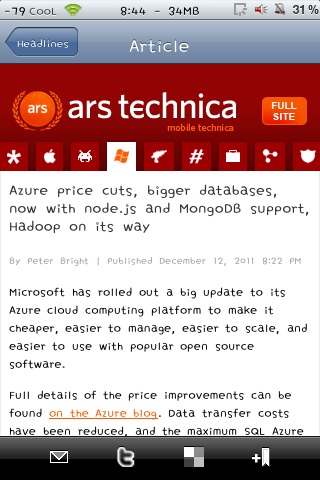 -79 CooL 8:44 - 34MB 31%
Headlines
Article
ars ars technica
mobile technica
FULL
SITE
Azure price cuts, bigger databases,
now with node.js and MongoDB support,
Hadoop on its way
By Peter Bright | Published December 12, 2011 8:22 PM
Microsoft has rolled out a big update to its
Azure cloud computing platform to make it
cheaper, easier to manage, easier to scale, and
easier to use with popular open source
software.
Full details of the price improvements can be
found on the Azure blog. Data transfer costs
have been reduced, and the maximum SQL Azure